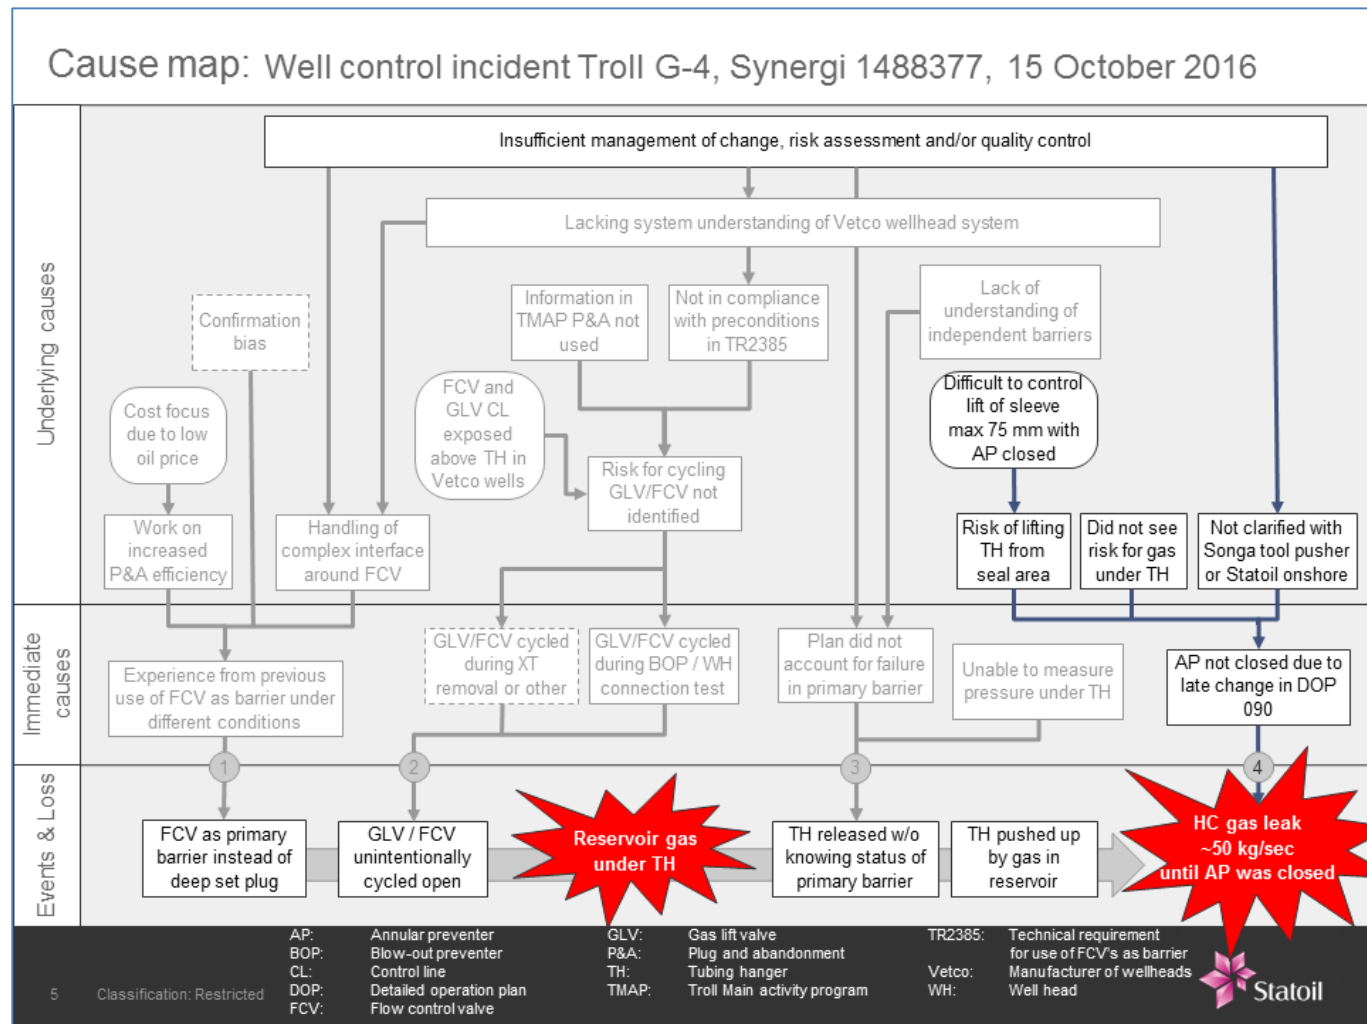 Cause map: Well control incident Troll G-4, Synergi 1488377, 15 October 2016
Underlying causes
Insufficient management of change, risk assessment and/or quality control
Lacking system understanding of Vetco wellhead system
Confirmation
bias
Information in
TMAP P&A not
used
Not in compliance
with preconditions
in TR2385
Lack of
understanding of
independent barriers
Cost focus
due to low
oil price
FCV and
GLV CL
exposed
above TH in
Vetco wells
Difficult to control
lift of sleeve
max 75 mm with
AP closed
Risk for cycling
GLV/FCV not
identified
Work on
increased
P&A efficiency
Handling of
complex interface
around FCV
Risk of lifting
TH from
seal area
Did not see
risk for gas
under TH
Not clarified with
Songa tool pusher
or Statoil onshore
Immediate
causes
Experience from previous
use of FCV as barrier under
different conditions
GLV/FCV cycled
during XT
removal or other
GLV/FCV cycled
during BOP / WH
connection test
Plan did not
account for failure
in primary barrier
Unable to measure
pressure under TH
AP not closed due to
late change in DOP
090
1
2
3
4
Events & Loss
FCV as primary
barrier instead of
deep set plug
GLV / FCV
unintentionally
cycled open
Reservoir gas
under TH
TH released w/o
knowing status of
primary barrier
TH pushed up
by gas in
reservoir
HC gas leak
~50 kg/sec
until AP was closed
AP: Annular preventer
BOP: Blow-out preventer
CL: Control line
DOP: Detailed operation plan
FCV: Flow control valve
GLV: Gas lift valve
P&A: Plug and abandonment
TH: Tubing hanger
TMAP: Troll Main activity program
TR2385: Technical requirement
for use of FCV's as barrier
Vetco: Manufacturer of wellheads
WH: Well head
5 Classification: Restricted
Statoil